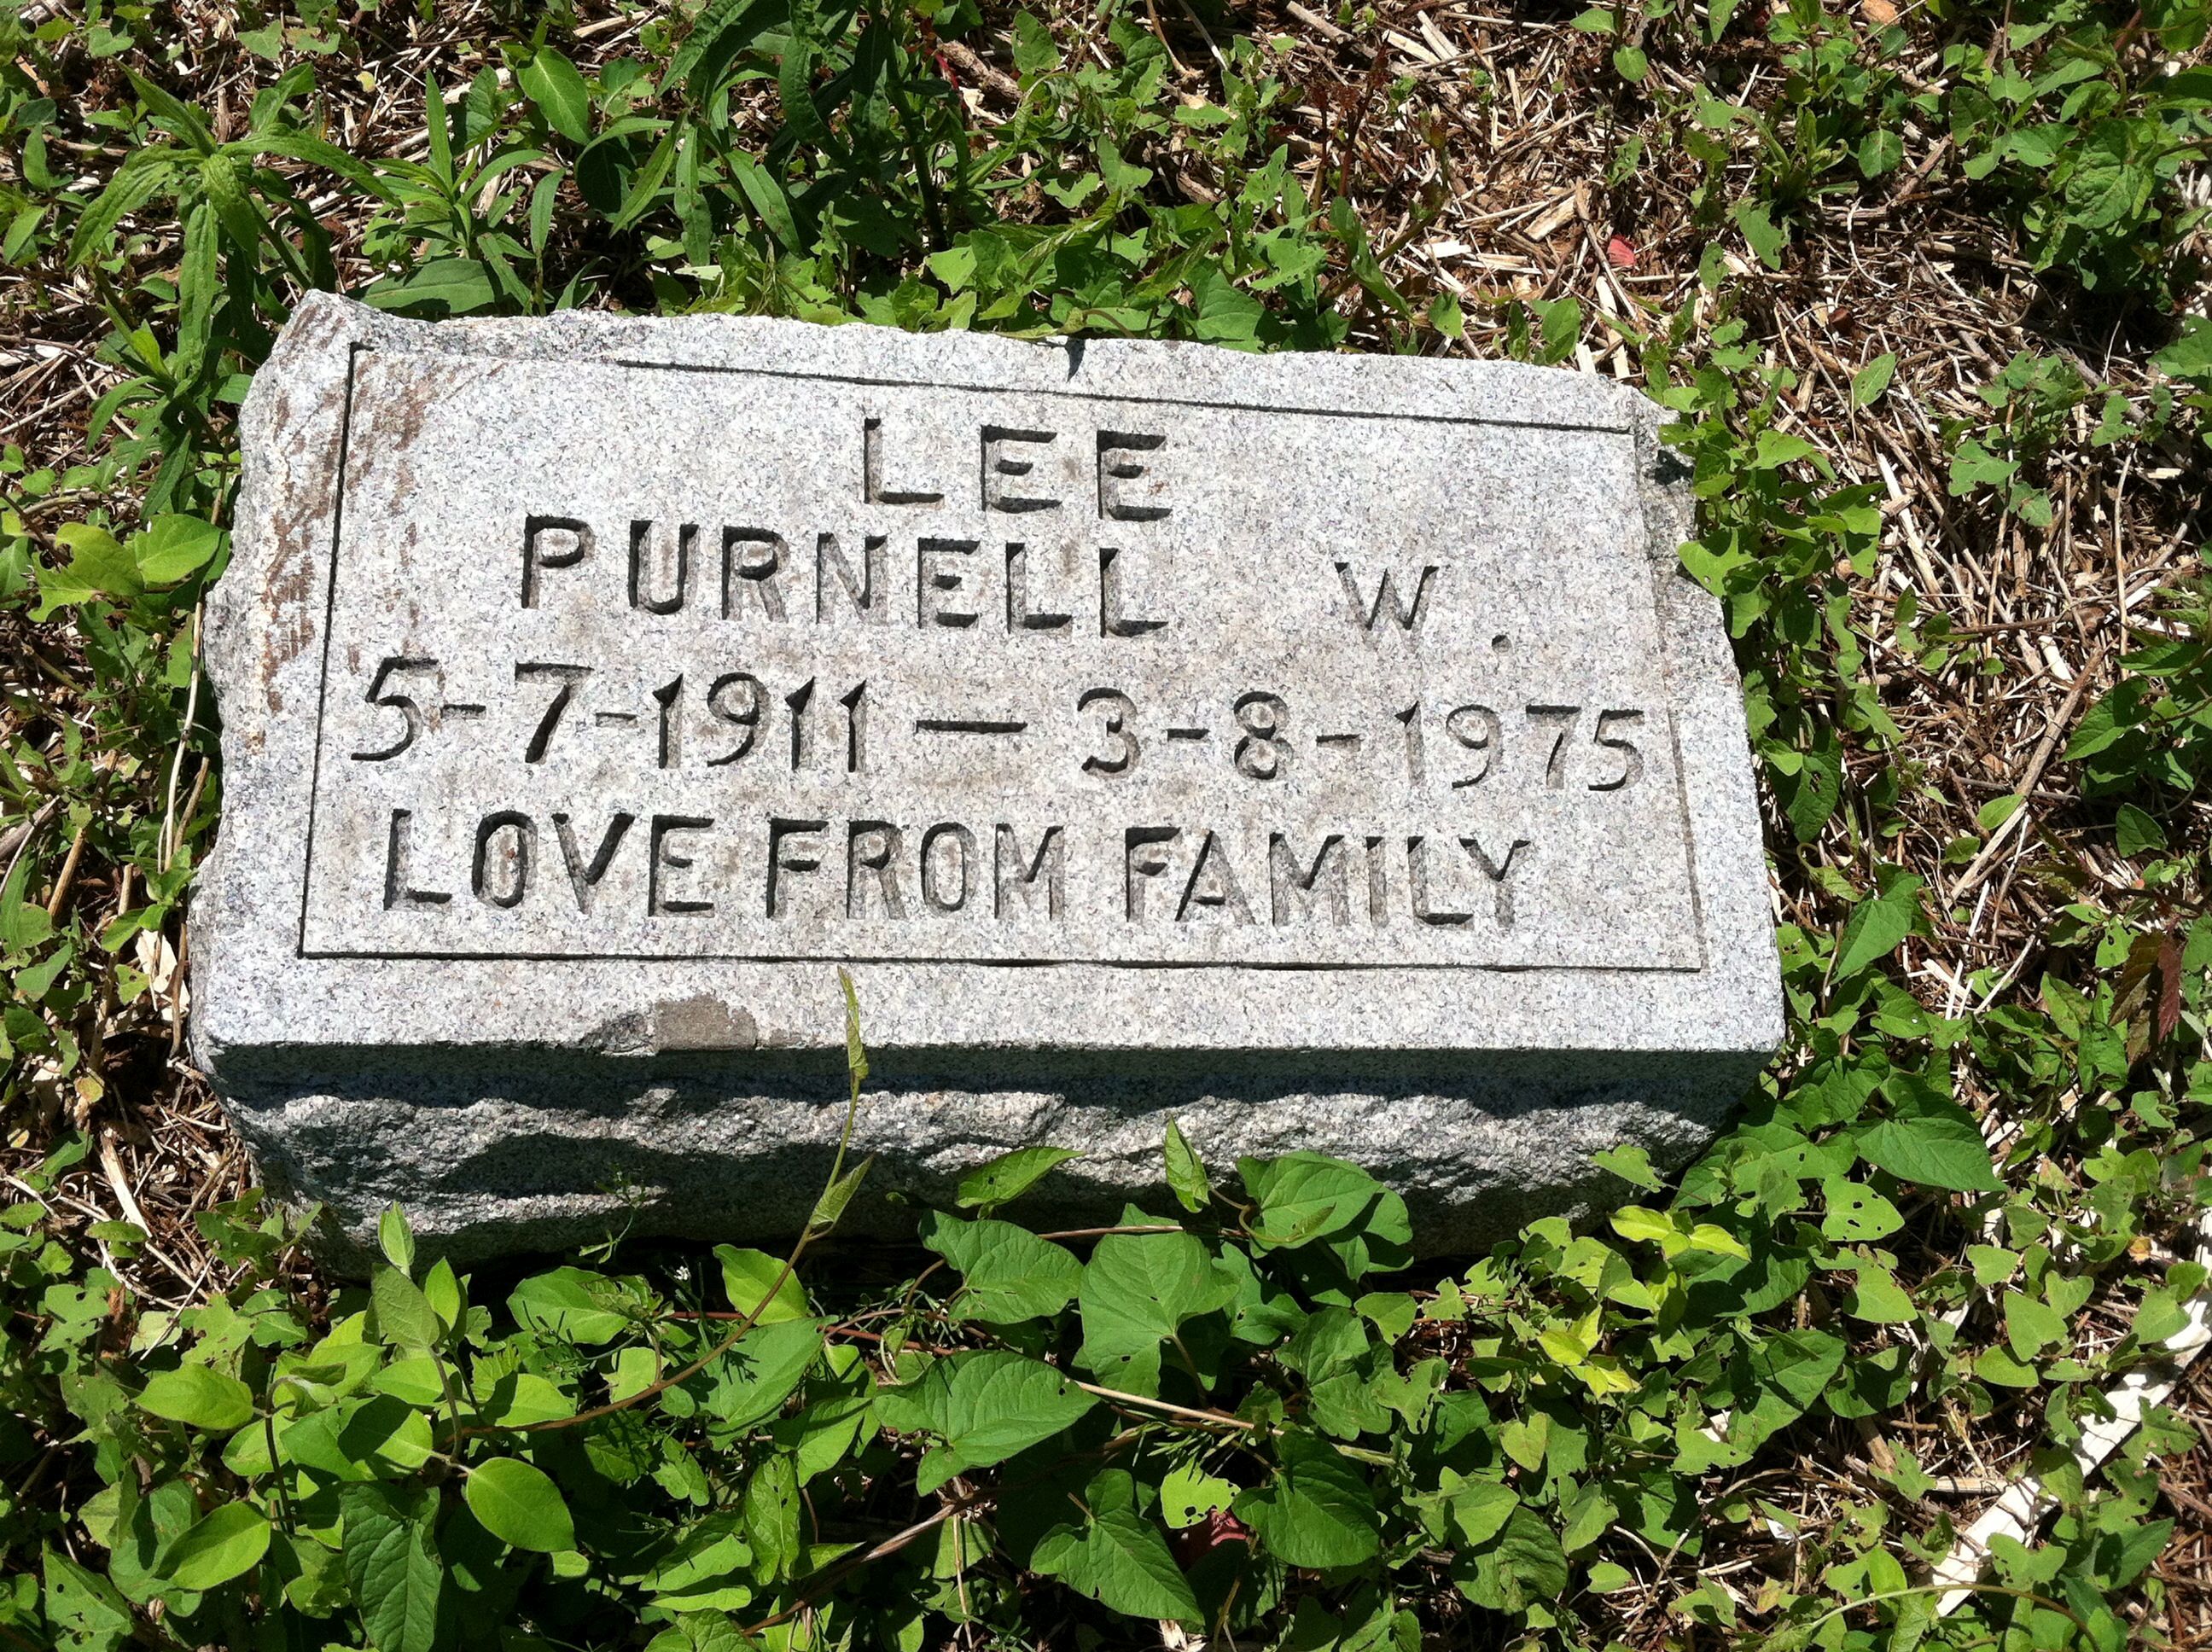 LEE
PURNELL W.
5-7-1911 — 3-8-1975
LOVE FROM FAMILY